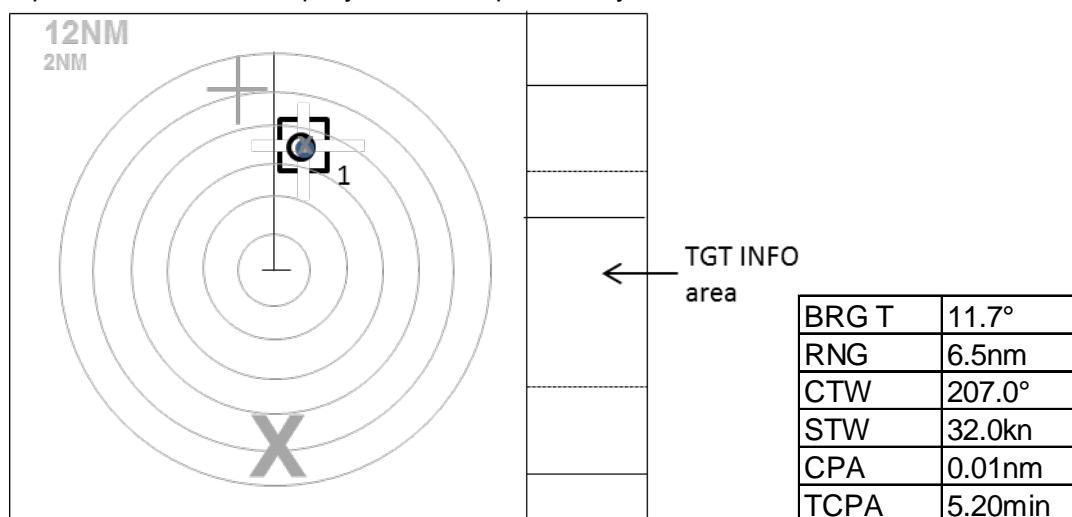 12NM
2NM
1
X
TGT INFO
area
BRG T 11.7°
RNG 6.5nm
CTW 207.0°
STW 32.0kn
CPA 0.01nm
TCPA 5.20min